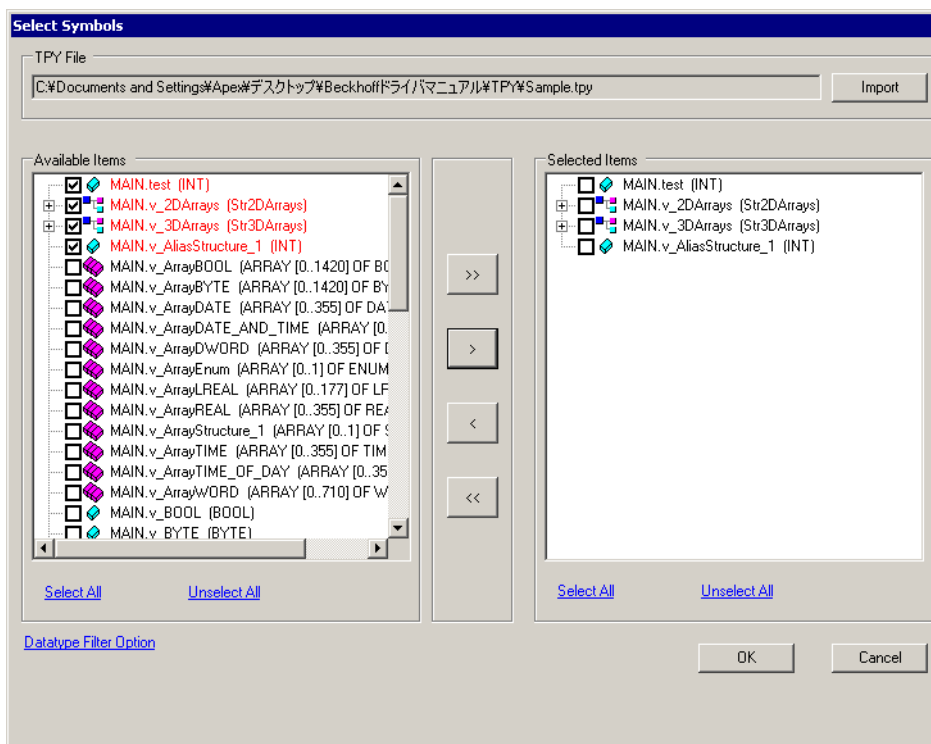 Select Symbols
TPY File
C:¥Documents and Settings¥Apex¥デスクトップ¥Beckhoffドライバマニュアル¥TPY¥Sample.tpy
Import
Available Items
MAIN.test (INT)
MAIN.v_2DArrays (Str2DArrays)
MAIN.v_3DArrays (Str3DArrays)
MAIN.v_AliasStructure_1 (INT)
MAIN.v_ArrayBOOL (ARRAY [0..1420] OF BO
MAIN.v_ArrayBYTE (ARRAY [0..1420] OF BY
MAIN.v_ArrayDATE (ARRAY [0..355] OF DA
MAIN.v_ArrayDATE_AND_TIME (ARRAY [0.
MAIN.v_ArrayDWORD (ARRAY [0..355] OF D
MAIN.v_ArrayEnum (ARRAY [0..1] OF ENUM
MAIN.v_ArrayLREAL (ARRAY [0..177] OF LF
MAIN.v_ArrayREAL (ARRAY [0..355] OF REA
MAIN.v_ArrayStructure_1 (ARRAY [0..1] OF S
MAIN.v_ArrayTIME (ARRAY [0..355] OF TIM
MAIN.v_ArrayTIME_OF_DAY (ARRAY [0..35
MAIN.v_ArrayWORD (ARRAY [0..710] OF W
MAIN.v_BOOL (BOOL)
MAIN.v_BYTE (BYTE)
Select All
Unselect All
>>
>
<
<<
Selected Items
MAIN.test (INT)
MAIN.v_2DArrays (Str2DArrays)
MAIN.v_3DArrays (Str3DArrays)
MAIN.v_AliasStructure_1 (INT)
Select All
Unselect All
Datatype Filter Option
OK
Cancel